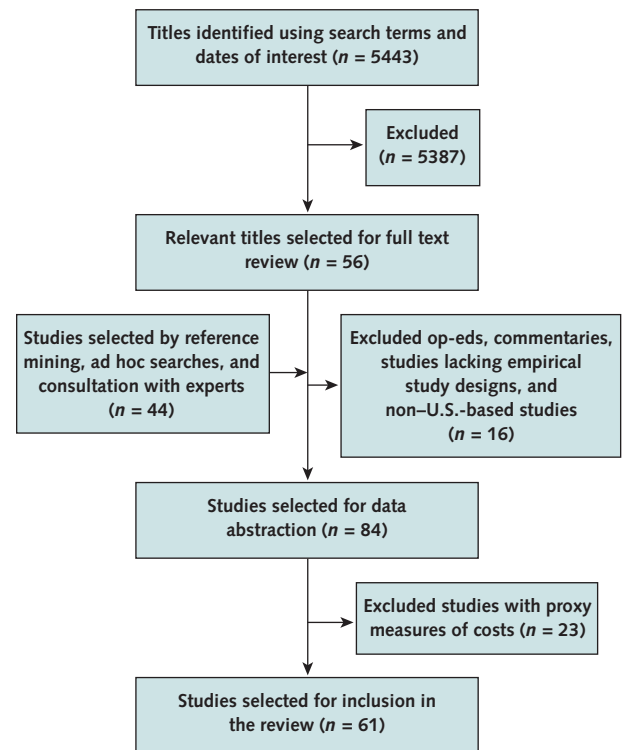 Titles identified using search terms and
dates of interest (n = 5443)
Excluded
(n = 5387)
Relevant titles selected for full text
review (n = 56)
Studies selected by reference
mining, ad hoc searches, and
consultation with experts
(n = 44)
Excluded op-eds, commentaries,
studies lacking empirical
study designs, and
non–U.S.-based studies
(n = 16)
Studies selected for data
abstraction (n = 84)
Excluded studies with proxy
measures of costs (n = 23)
Studies selected for inclusion in
the review (n = 61)